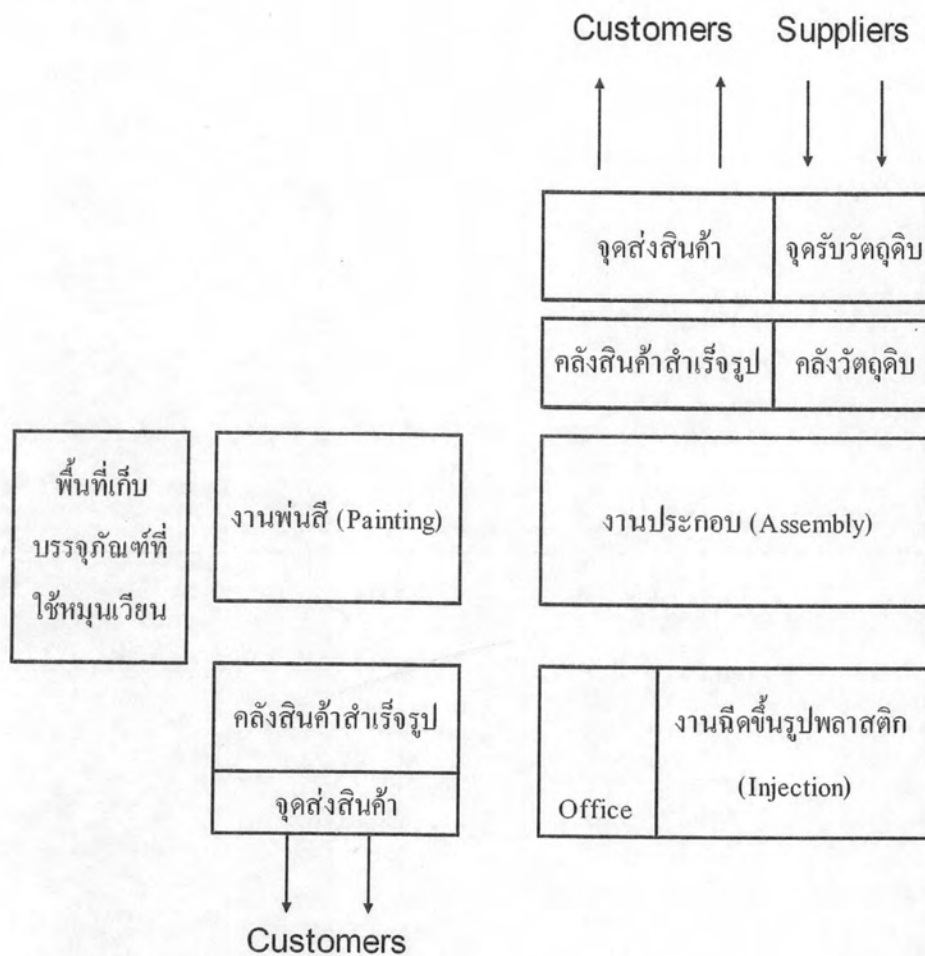 Customers Suppliers
จุดส่งสินค้า จุดรับวัตถุดิบ
คลังสินค้าสำเร็จรูป คลังวัตถุดิบ
พื้นที่เก็บ
บรรจุภัณฑ์ที่
ใช้หมุนเวียน
งานพ่นสี (Painting)
งานประกอบ (Assembly)
คลังสินค้าสำเร็จรูป
จุดส่งสินค้า
Office
งานฉีดขึ้นรูปพลาสติก
(Injection)
Customers